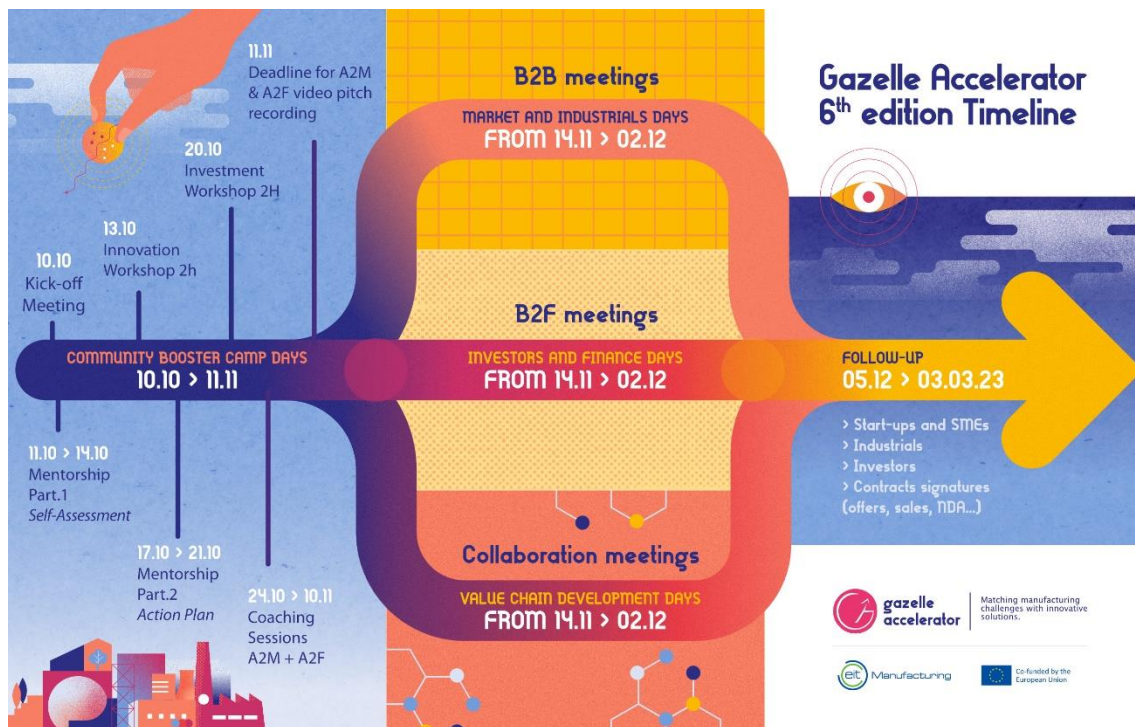 Gazelle Accelerator
6th edition Timeline
11.11
Deadline for A2M
& A2F video pitch
recording
20.10
Investment
Workshop 2H
13.10
Innovation
Workshop 2h
10.10
Kick-off
Meeting
COMMUNITY BOOSTER CAMP DAYS
10.10 > 11.11
11.10 > 14.10
Mentorship
Part.1
Self-Assessment
17.10 > 21.10
Mentorship
Part.2
Action Plan
24.10 > 10.11
Coaching
Sessions
A2M + A2F
B2B meetings
MARKET AND INDUSTRIALS DAYS
FROM 14.11 > 02.12
B2F meetings
INVESTORS AND FINANCE DAYS
FROM 14.11 > 02.12
Collaboration meetings
VALUE CHAIN DEVELOPMENT DAYS
FROM 14.11 > 02.12
FOLLOW-UP
05.12 > 03.03.23
> Start-ups and SMEs
> Industrials
> Investors
> Contracts signatures
(offers, sales, NDA...)
gazelle
accelerator
Matching manufacturing
challenges with innovative
solutions.
eit Manufacturing
Co-funded by the
European Union